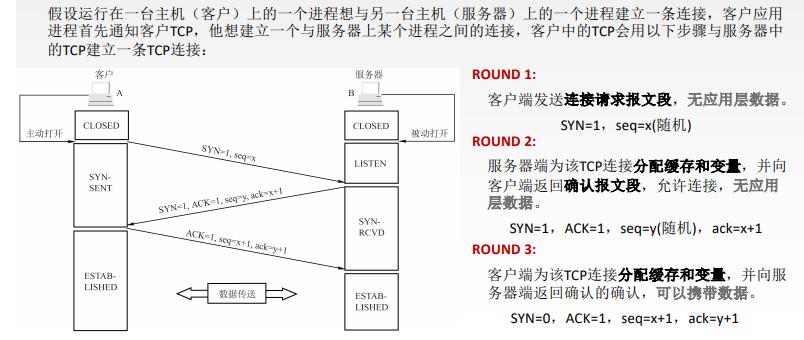 假设运行在一台主机（客户）上的一个进程想与另一台主机（服务器）上的一个进程建立一条连接，客户应用
进程首先通知客户TCP，他想建立一个与服务器上某个进程之间的连接，客户中的TCP会用以下步骤与服务器中
的TCP建立一条TCP连接：
客户
服务器
A
B
主动打开
CLOSED
CLOSED
被动打开
SYN=1, seq=x
LISTEN
SYN-
SENT
SYN=1, ACK=1, seq=y, ack=x+1
SYN-
RCVD
ACK=1, seq=x+1, ack=y+1
ESTAB-
LISHED
数据传送
ESTAB-
LISHED
ROUND 1:
客户端发送连接请求报文段，无应用层数据。
SYN=1，seq=x(随机)
ROUND 2:
服务器端为该TCP连接分配缓存和变量，并向
客户端返回确认报文段，允许连接，无应用
层数据。
SYN=1，ACK=1，seq=y(随机)，ack=x+1
ROUND 3:
客户端为该TCP连接分配缓存和变量，并向服
务器端返回确认的确认，可以携带数据。
SYN=0，ACK=1，seq=x+1，ack=y+1